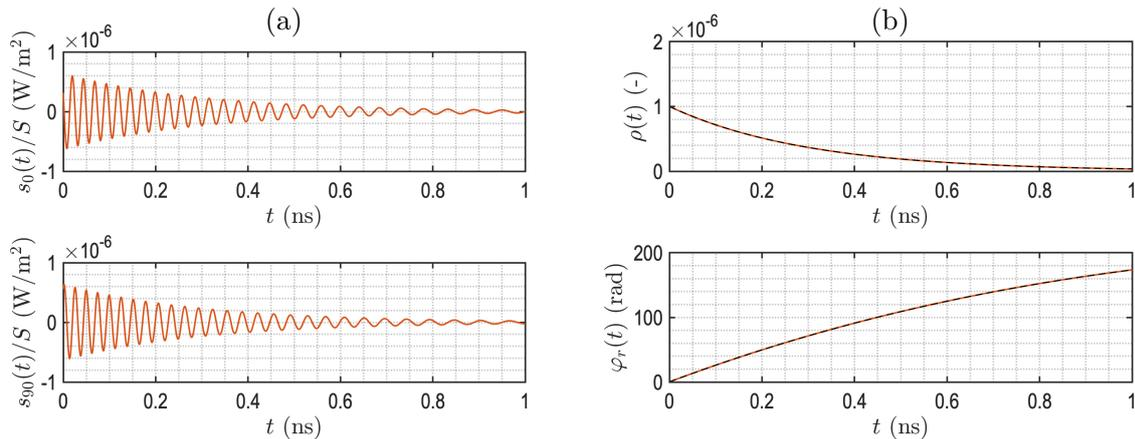 (a)
×10⁻⁶
s₀(t)/S (W/m²)
1
0
-1
0 0.2 0.4 0.6 0.8 1
t (ns)
×10⁻⁶
s₉₀(t)/S (W/m²)
1
0
-1
0 0.2 0.4 0.6 0.8 1
t (ns)
(b)
×10⁻⁶
ρ(t) (-)
2
1
0
0 0.2 0.4 0.6 0.8 1
t (ns)
φᵣ(t) (rad)
200
100
0
0 0.2 0.4 0.6 0.8 1
t (ns)